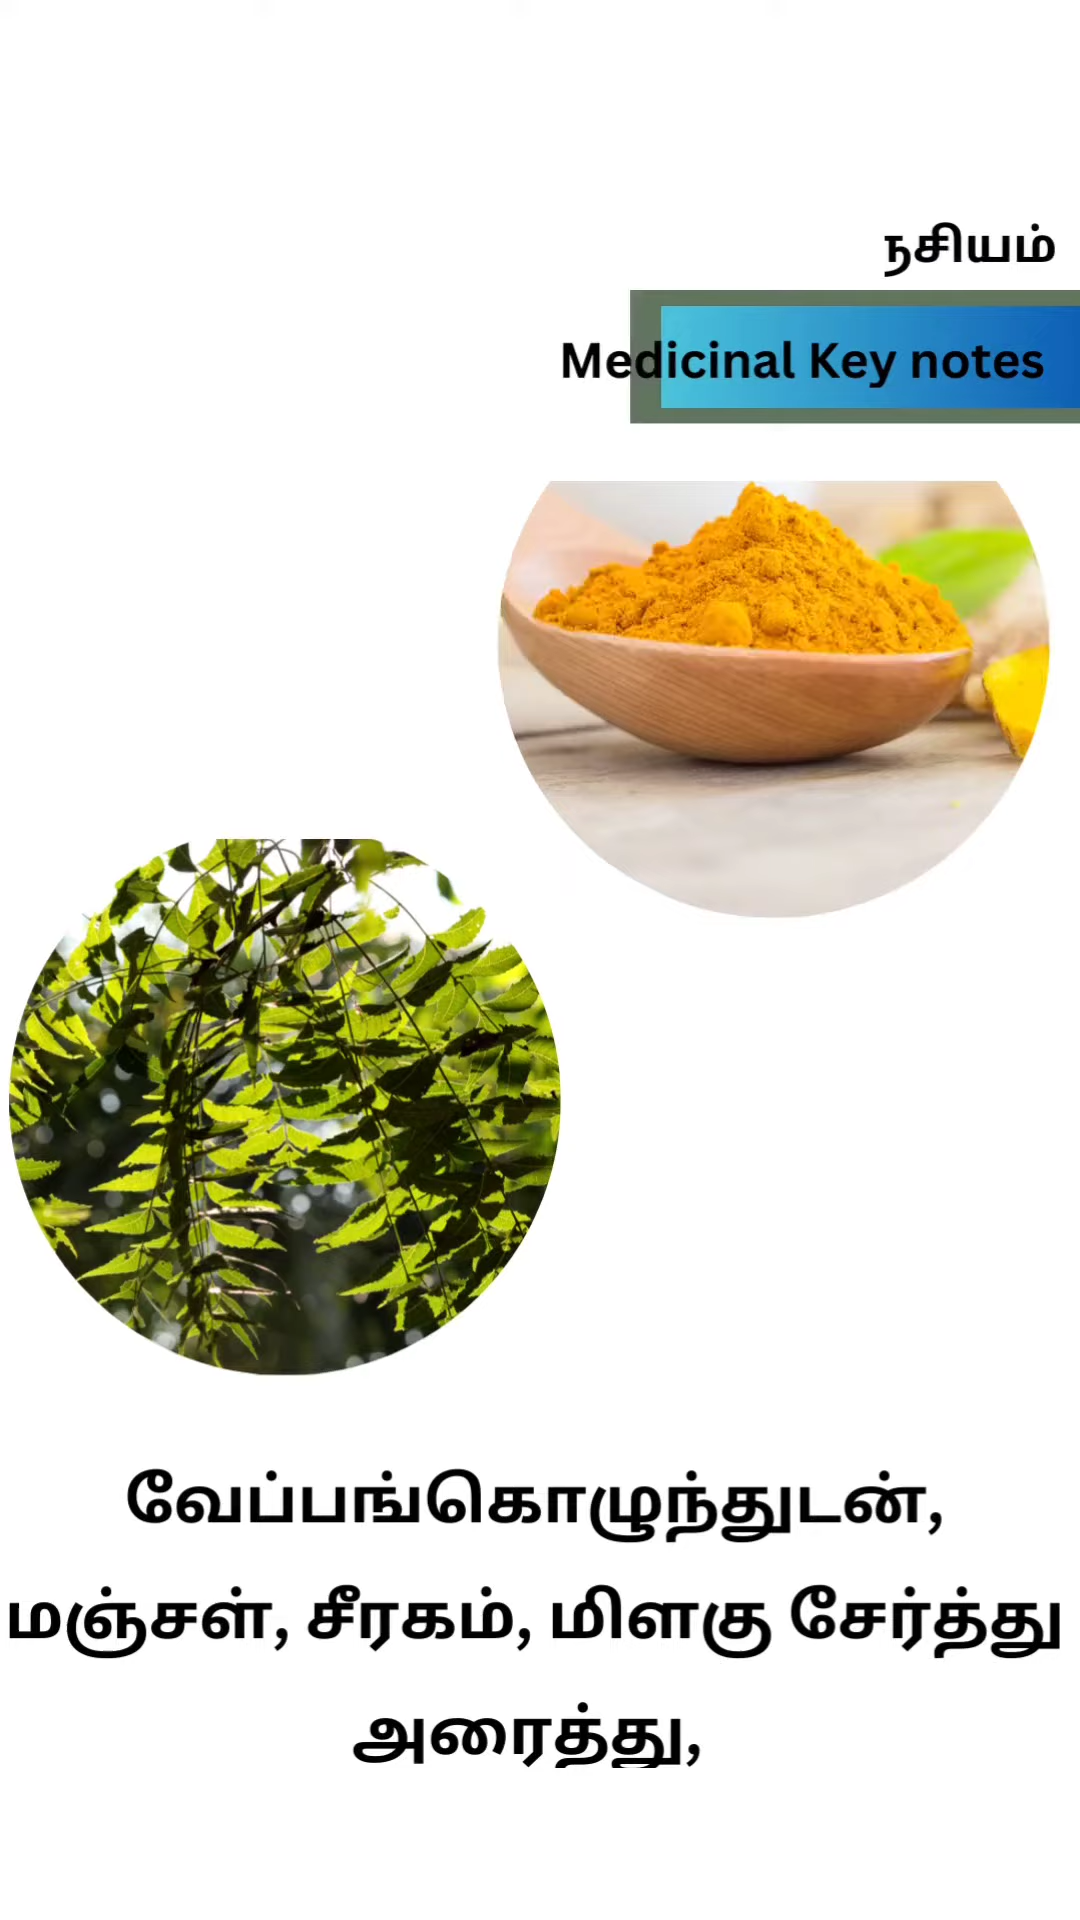 நசியம்
Medicinal Key notes
வேப்பங்கொழுந்துடன்,
மஞ்சள், சீரகம், மிளகு சேர்த்து
அரைத்து,